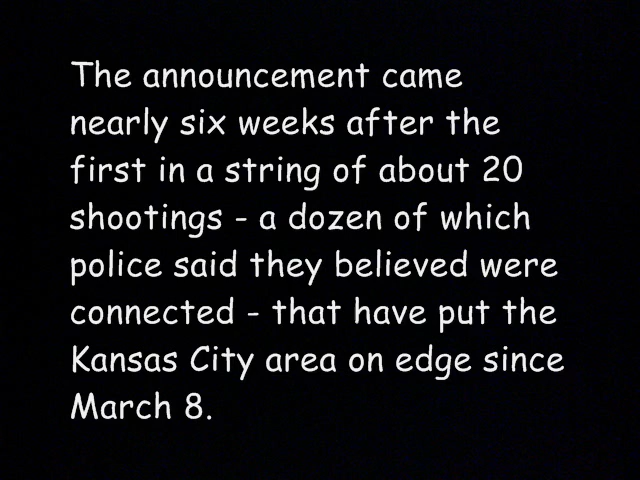 The announcement came
nearly six weeks after the
first in a string of about 20
shootings - a dozen of which
police said they believed were
connected - that have put the
Kansas City area on edge since
March 8.